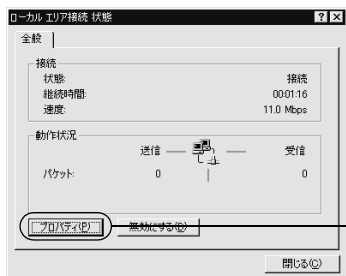 ローカル エリア接続 状態
全般
接続
状態: 接続
継続時間: 00:01:16
速度: 11.0 Mbps
動作状況
送信 受信
パケット: 0 0
プロパティ(P) 無効にする(D)
閉じる(C)